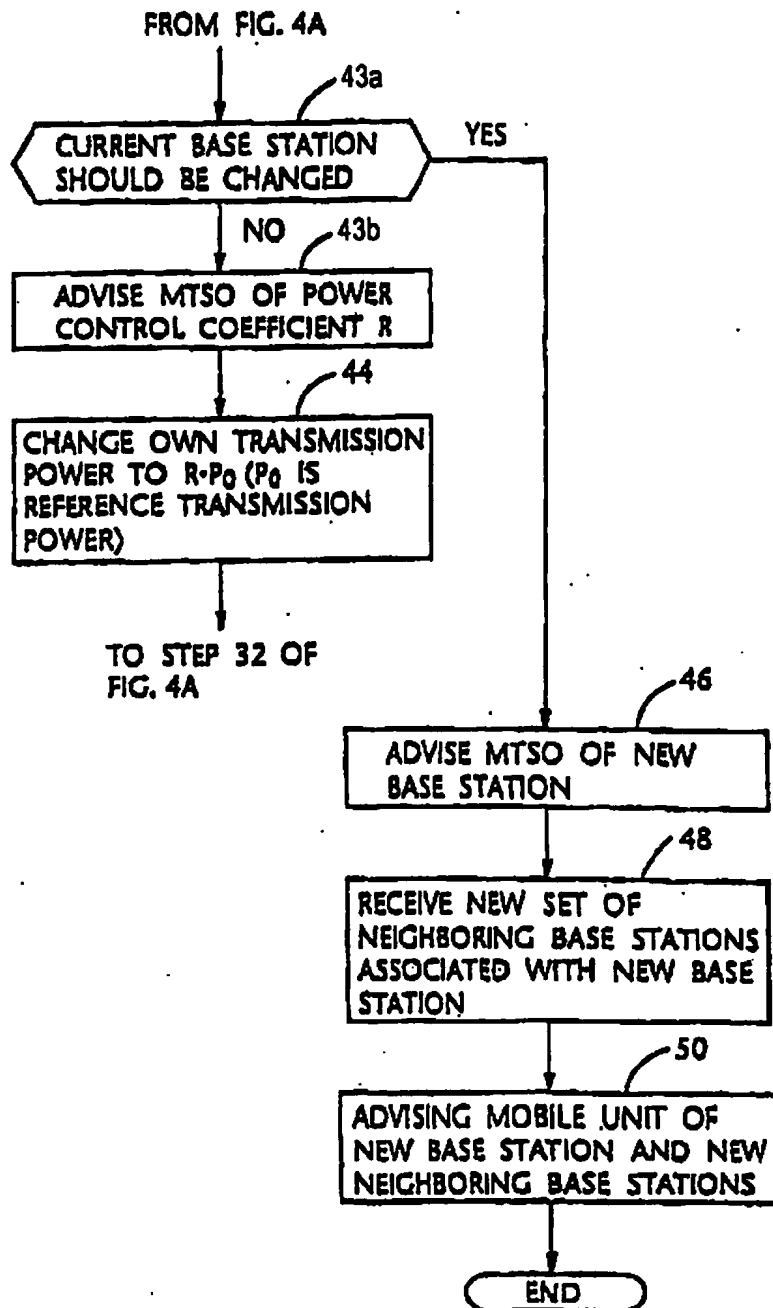 FROM FIG. 4A
43a
CURRENT BASE STATION
SHOULD BE CHANGED
YES
NO
43b
ADVISE MTSO OF POWER
CONTROL COEFFICIENT R
44
CHANGE OWN TRANSMISSION
POWER TO R·P0 (P0 IS
REFERENCE TRANSMISSION
POWER)
TO STEP 32 OF
FIG. 4A
46
ADVISE MTSO OF NEW
BASE STATION
48
RECEIVE NEW SET OF
NEIGHBORING BASE STATIONS
ASSOCIATED WITH NEW BASE
STATION
50
ADVISING MOBILE UNIT OF
NEW BASE STATION AND NEW
NEIGHBORING BASE STATIONS
END